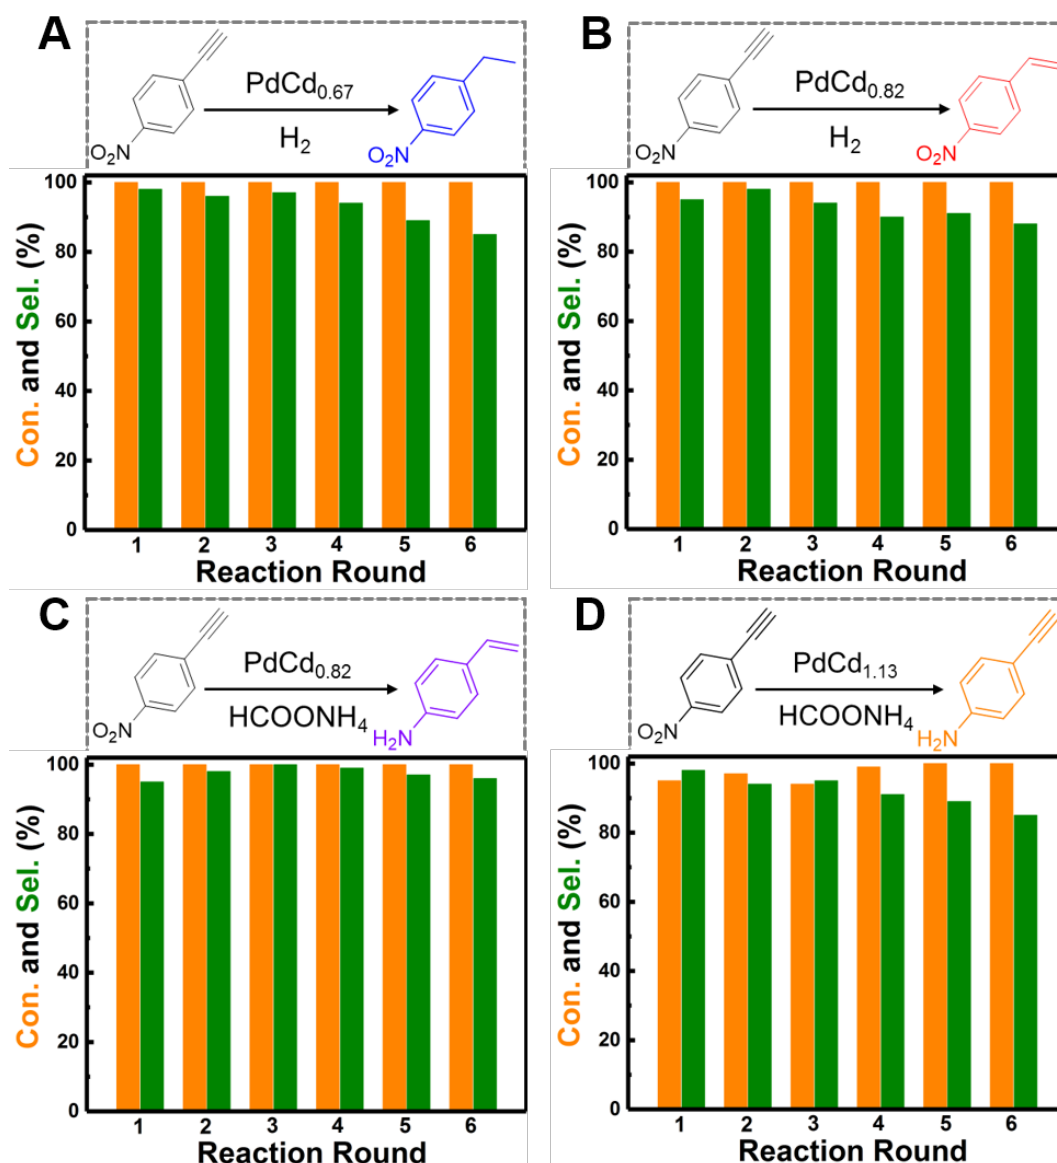 A
PdCd0.67
H2
O2N
O2N
100
80
60
40
20
0
Con. and Sel. (%)
1 2 3 4 5 6
Reaction Round
B
PdCd0.82
H2
O2N
O2N
100
80
60
40
20
0
Con. and Sel. (%)
1 2 3 4 5 6
Reaction Round
C
PdCd0.82
HCOONH4
O2N
H2N
100
80
60
40
20
0
Con. and Sel. (%)
1 2 3 4 5 6
Reaction Round
D
PdCd1.13
HCOONH4
O2N
H2N
100
80
60
40
20
0
Con. and Sel. (%)
1 2 3 4 5 6
Reaction Round